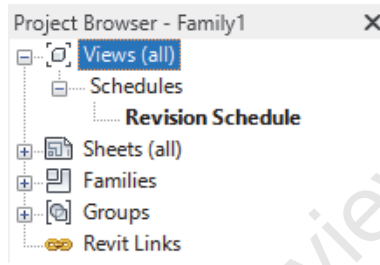 Project Browser - Family1
Views (all)
Schedules
Revision Schedule
Sheets (all)
Families
Groups
Revit Links